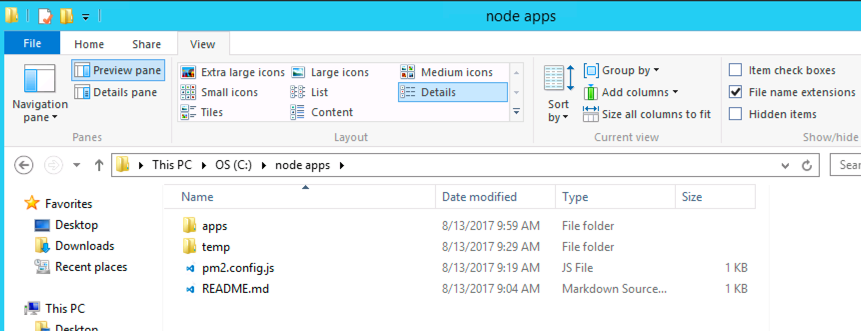 node apps
File Home Share View
Navigation pane
Preview pane
Details pane
Panes
Extra large icons Large icons Medium icons
Small icons List Details
Tiles Content
Layout
Sort by
Group by
Add columns
Size all columns to fit
Current view
Item check boxes
File name extensions
Hidden items
Show/hide
This PC OS (C:) node apps
Sear
Name Date modified Type Size
Favorites
Desktop
Downloads
Recent places
This PC
Desktop
apps 8/13/2017 9:59 AM File folder
temp 8/13/2017 9:29 AM File folder
pm2.config.js 8/13/2017 9:19 AM JS File 1 KB
README.md 8/13/2017 9:04 AM Markdown Source... 1 KB